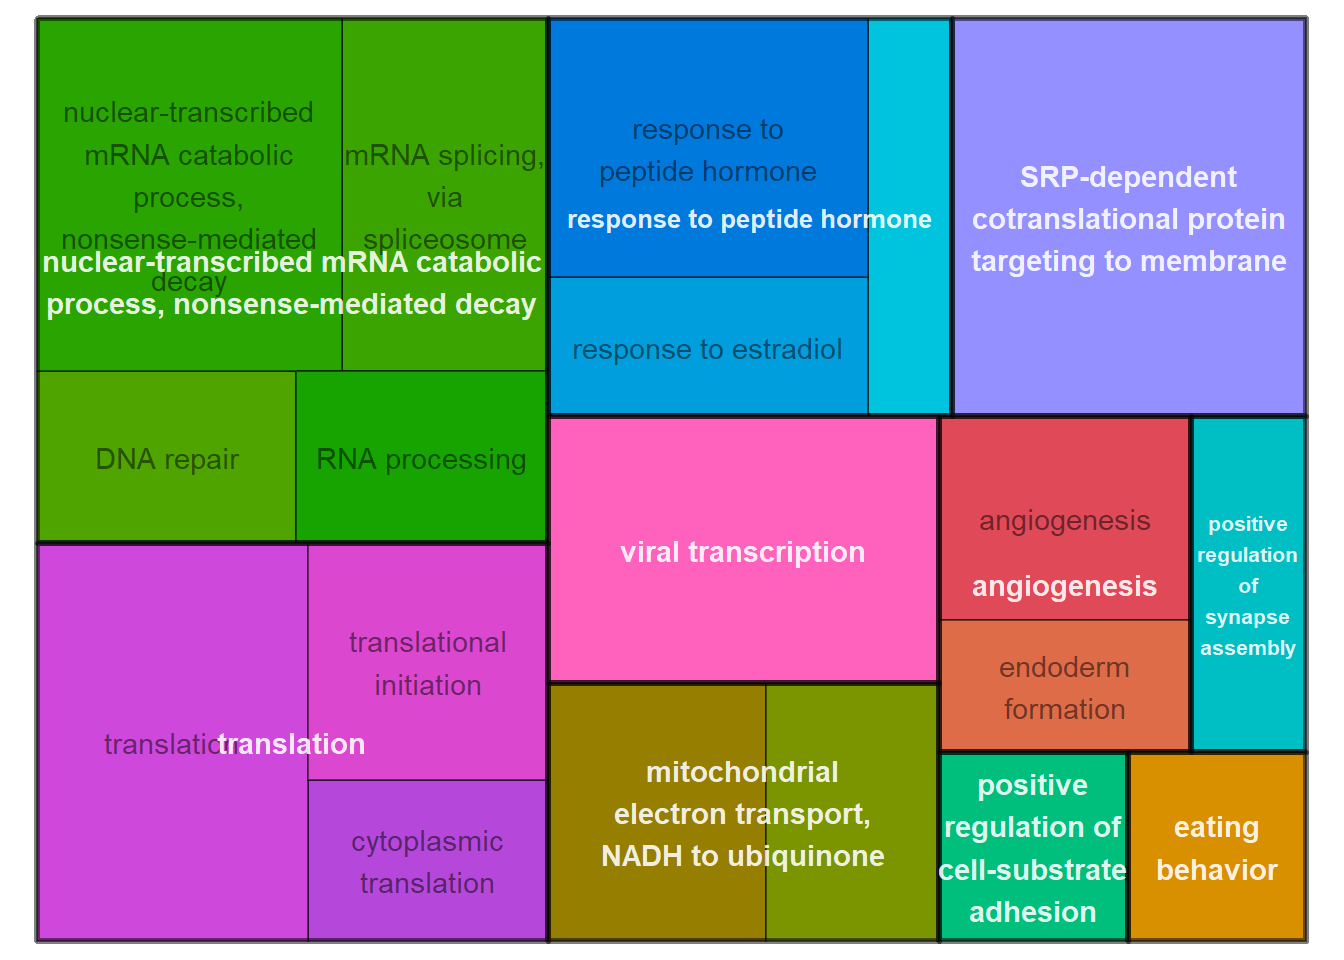 nuclear-transcribed
mRNA catabolic
process,
nonsense-mediated
decay
mRNA splicing,
via
spliceosome
nuclear-transcribed mRNA catabolic
process, nonsense-mediated decay
DNA repair
RNA processing
response to
peptide hormone
response to peptide hormone
response to estradiol
SRP-dependent
cotranslational protein
targeting to membrane
translation
translation
translational
initiation
cytoplasmic
translation
viral transcription
mitochondrial
electron transport,
NADH to ubiquinone
angiogenesis
angiogenesis
endoderm
formation
positive
regulation
of
synapse
assembly
positive
regulation of
cell-substrate
adhesion
eating
behavior